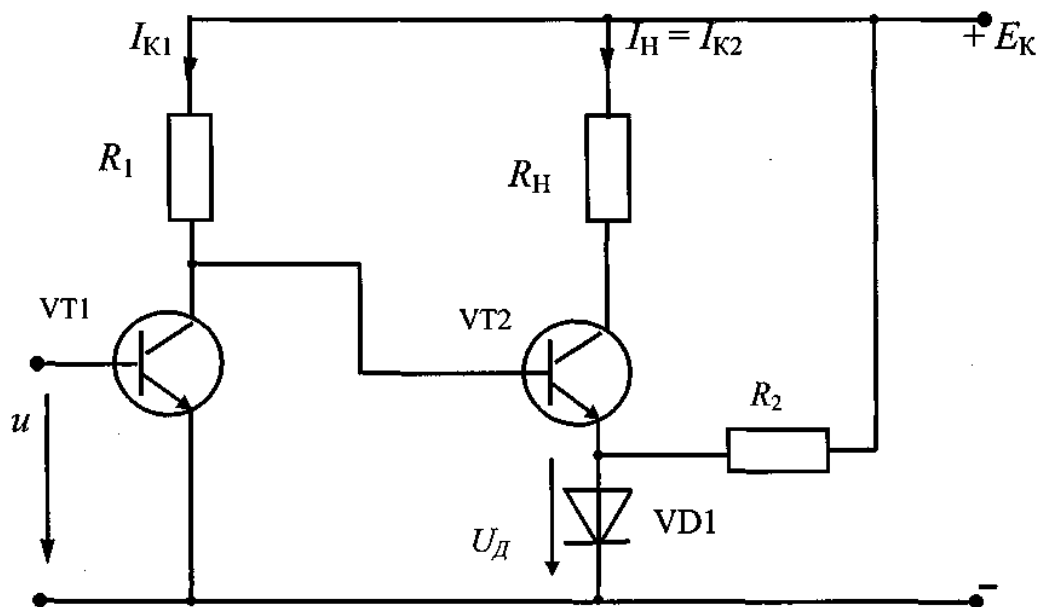 I_К1
I_Н = I_К2
+ E_К
R_1
R_Н
VT1
VT2
R_2
u
U_Д
VD1
-